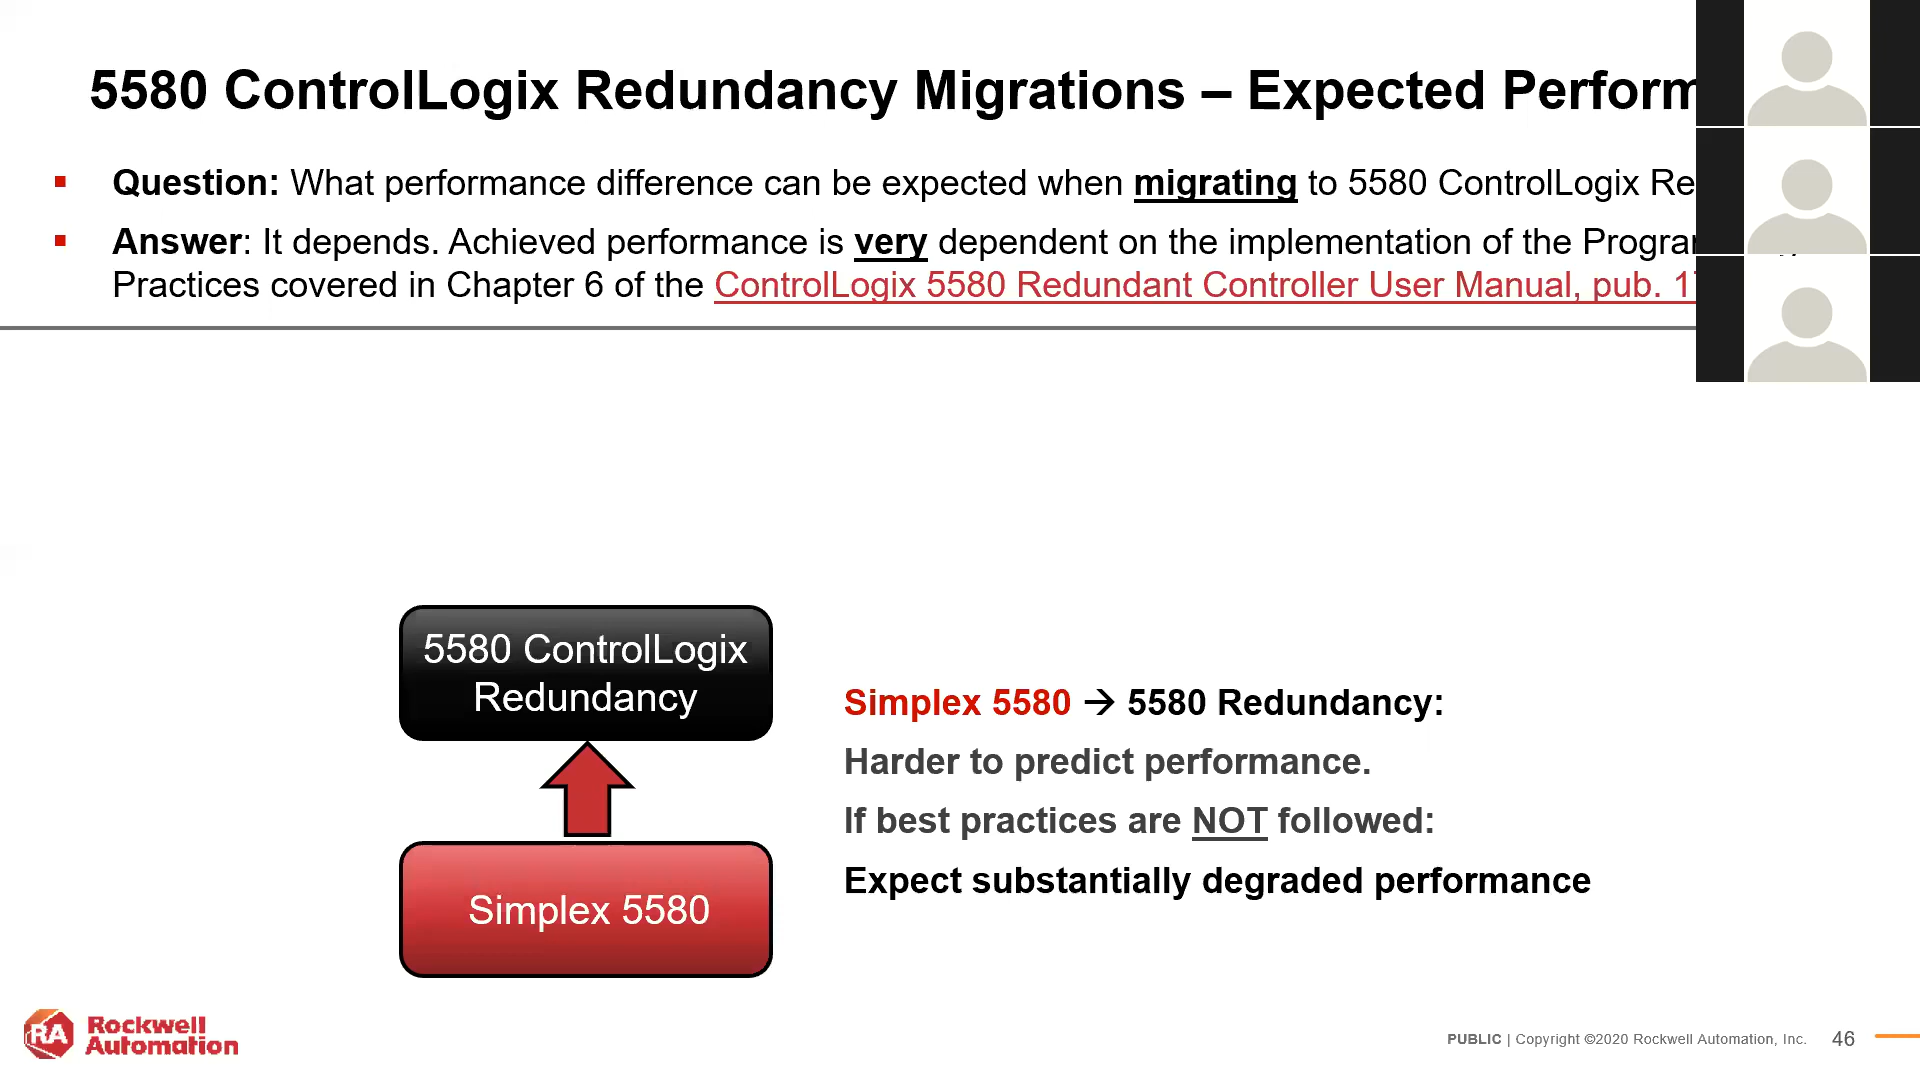 5580 ControlLogix Redundancy Migrations – Expected
Question: What performance difference can be expected when migrating to 5580 ControlLogix
Answer: It depends. Achieved performance is very dependent on the implementation of the
Practices covered in Chapter 6 of the ControlLogix 5580 Redundant Controller User Manual, pub.
5580 ControlLogix
Redundancy
Simplex 5580 → 5580 Redundancy:
Harder to predict performance.
If best practices are NOT followed:
Expect substantially degraded performance
Simplex 5580
RA Rockwell
Automation
PUBLIC | Copyright ©2020 Rockwell Automation, Inc. 46